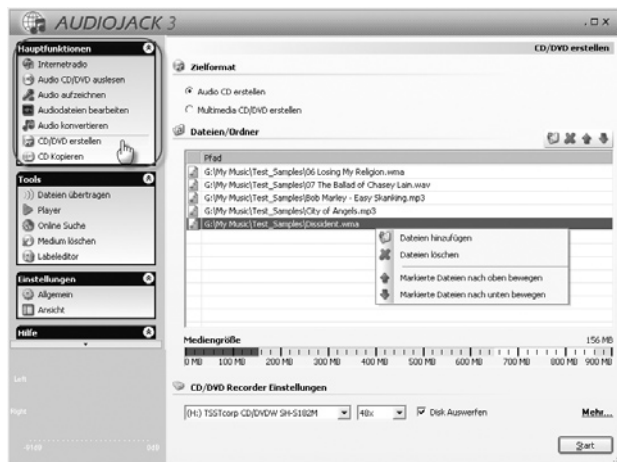 AUDIOJACK 3
Hauptfunktionen
Internetradio
Audio CD/DVD auslesen
Audio aufzeichnen
Audiodateien bearbeiten
Audio konvertieren
CD/DVD erstellen
CD Kopieren
Tools
Dateien übertragen
Player
Online Suche
Medium löschen
Labeleditor
Einstellungen
Allgemein
Ansicht
Hilfe
Left
Right
-91dB 0dB
CD/DVD erstellen
Zielformat
Audio CD erstellen
Multimedia CD/DVD erstellen
Dateien/Ordner
Pfad
G:\My Music\Test_Samples\06 Losing My Religion.wma
G:\My Music\Test_Samples\07 The Ballad of Chasey Lain.wav
G:\My Music\Test_Samples\Bob Marley - Easy Skanking.mp3
G:\My Music\Test_Samples\City of Angels.mp3
G:\My Music\Test_Samples\Dissident.wma
Dateien hinzufügen
Dateien löschen
Markierte Dateien nach oben bewegen
Markierte Dateien nach unten bewegen
Mediengröße 156 MB
0 MB 100 MB 200 MB 300 MB 400 MB 500 MB 600 MB 700 MB 800 MB 900 MB
CD/DVD Recorder Einstellungen
(H:) TSSTcorp CD/DVDW SH-S182M 48x Disk Auswerfen Mehr...
Start